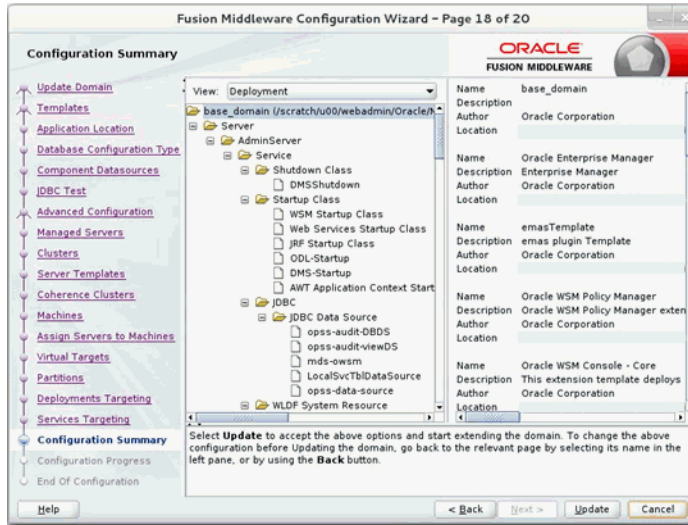 Fusion Middleware Configuration Wizard - Page 18 of 20
Configuration Summary
ORACLE
FUSION MIDDLEWARE
Update Domain
Templates
Application Location
Database Configuration Type
Component Datasources
JDBC Test
Advanced Configuration
Managed Servers
Clusters
Server Templates
Coherence Clusters
Machines
Assign Servers to Machines
Virtual Targets
Partitions
Deployments Targeting
Services Targeting
Configuration Summary
Configuration Progress
End Of Configuration
View: Deployment
base_domain (/scratch/u00/webadmin/Oracle/
Server
AdminServer
Service
Shutdown Class
DMSShutdown
Startup Class
WSM Startup Class
Web Services Startup Class
JRF Startup Class
ODL-Startup
DMS-Startup
AWT Application Context Start
JDBC
JDBC Data Source
opss-audit-DBDS
opss-audit-viewDS
mds-owsm
LocalSvcTblDataSource
opss-data-source
WLDF System Resource
Name base_domain
Description
Author Oracle Corporation
Location
Name Oracle Enterprise Manager
Description Enterprise Manager
Author Oracle Corporation
Location
Name emasTemplate
Description emas plugin Template
Author Oracle Corporation
Location
Name Oracle WSM Policy Manager
Description Oracle WSM Policy Manager exten
Author Oracle Corporation
Location
Name Oracle WSM Console - Core
Description This extension template deploys
Author Oracle Corporation
Location
Select Update to accept the above options and start extending the domain. To change the above
configuration before Updating the domain, go back to the relevant page by selecting its name in the
left pane, or by using the Back button.
Help
< Back
Next >
Update
Cancel